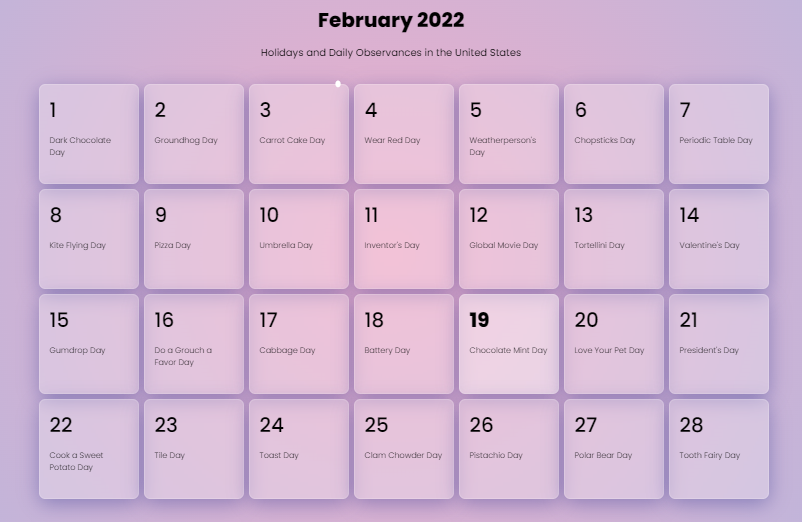 February 2022
Holidays and Daily Observances in the United States
1
Dark Chocolate
Day
2
Groundhog Day
3
Carrot Cake Day
4
Wear Red Day
5
Weatherperson's
Day
6
Chopsticks Day
7
Periodic Table Day
8
Kite Flying Day
9
Pizza Day
10
Umbrella Day
11
Inventor's Day
12
Global Movie Day
13
Tortellini Day
14
Valentine's Day
15
Gumdrop Day
16
Do a Grouch a
Favor Day
17
Cabbage Day
18
Battery Day
19
Chocolate Mint Day
20
Love Your Pet Day
21
President's Day
22
Cook a Sweet
Potato Day
23
Tile Day
24
Toast Day
25
Clam Chowder Day
26
Pistachio Day
27
Polar Bear Day
28
Tooth Fairy Day